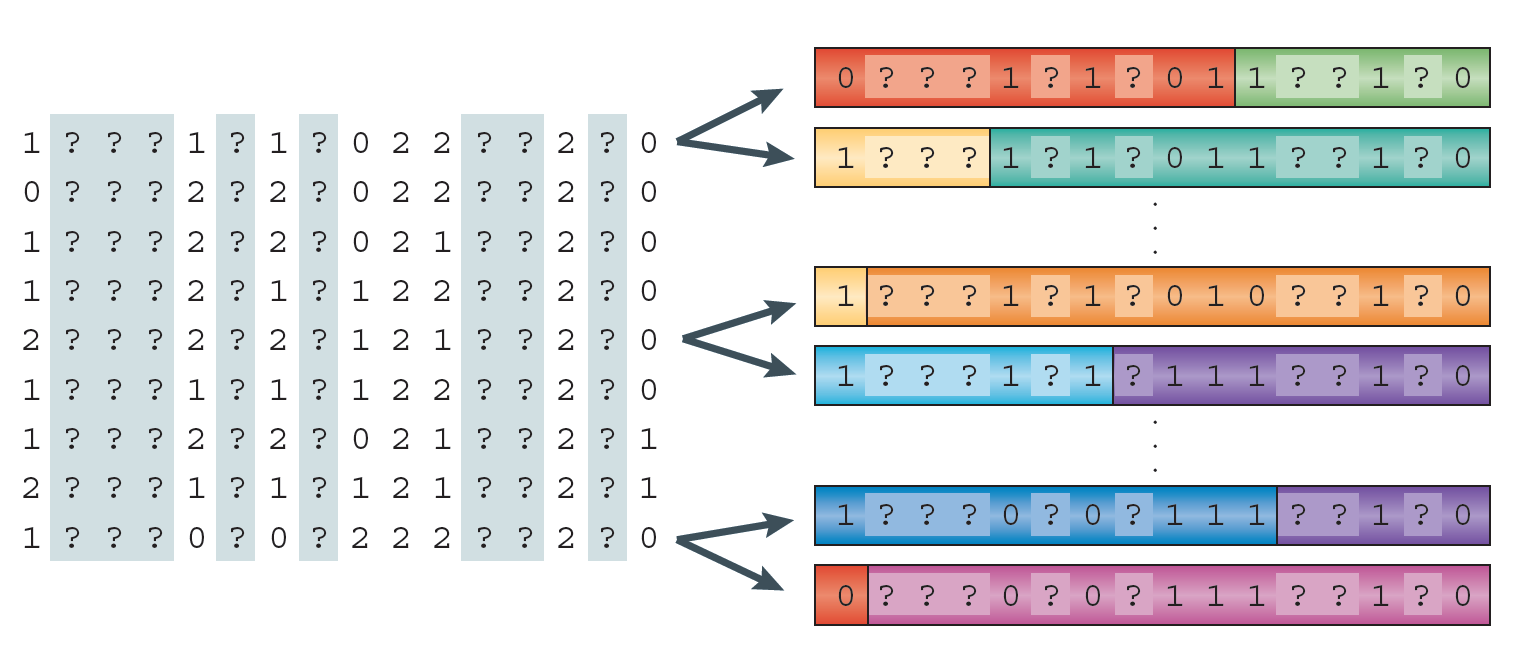 1 ? ? ? 1 ? 1 ? 0 2 2 ? ? 2 ? 0
0 ? ? ? 2 ? 2 ? 0 2 2 ? ? 2 ? 0
1 ? ? ? 2 ? 2 ? 0 2 1 ? ? 2 ? 0
1 ? ? ? 2 ? 1 ? 1 2 2 ? ? 2 ? 0
2 ? ? ? 2 ? 2 ? 1 2 1 ? ? 2 ? 0
1 ? ? ? 1 ? 1 ? 1 2 2 ? ? 2 ? 0
1 ? ? ? 2 ? 2 ? 0 2 1 ? ? 2 ? 1
2 ? ? ? 1 ? 1 ? 1 2 1 ? ? 2 ? 1
1 ? ? ? 0 ? 0 ? 2 2 2 ? ? 2 ? 0
0 ? ? ? 1 ? 1 ? 0 1 1 ? ? 1 ? 0
1 ? ? ? 1 ? 1 ? 0 1 1 ? ? 1 ? 0
1 ? ? ? 1 ? 1 ? 0 1 0 ? ? 1 ? 0
1 ? ? ? 1 ? 1 ? 1 1 1 ? ? 1 ? 0
1 ? ? ? 0 ? 0 ? 1 1 1 ? ? 1 ? 0
0 ? ? ? 0 ? 0 ? 1 1 1 ? ? 1 ? 0